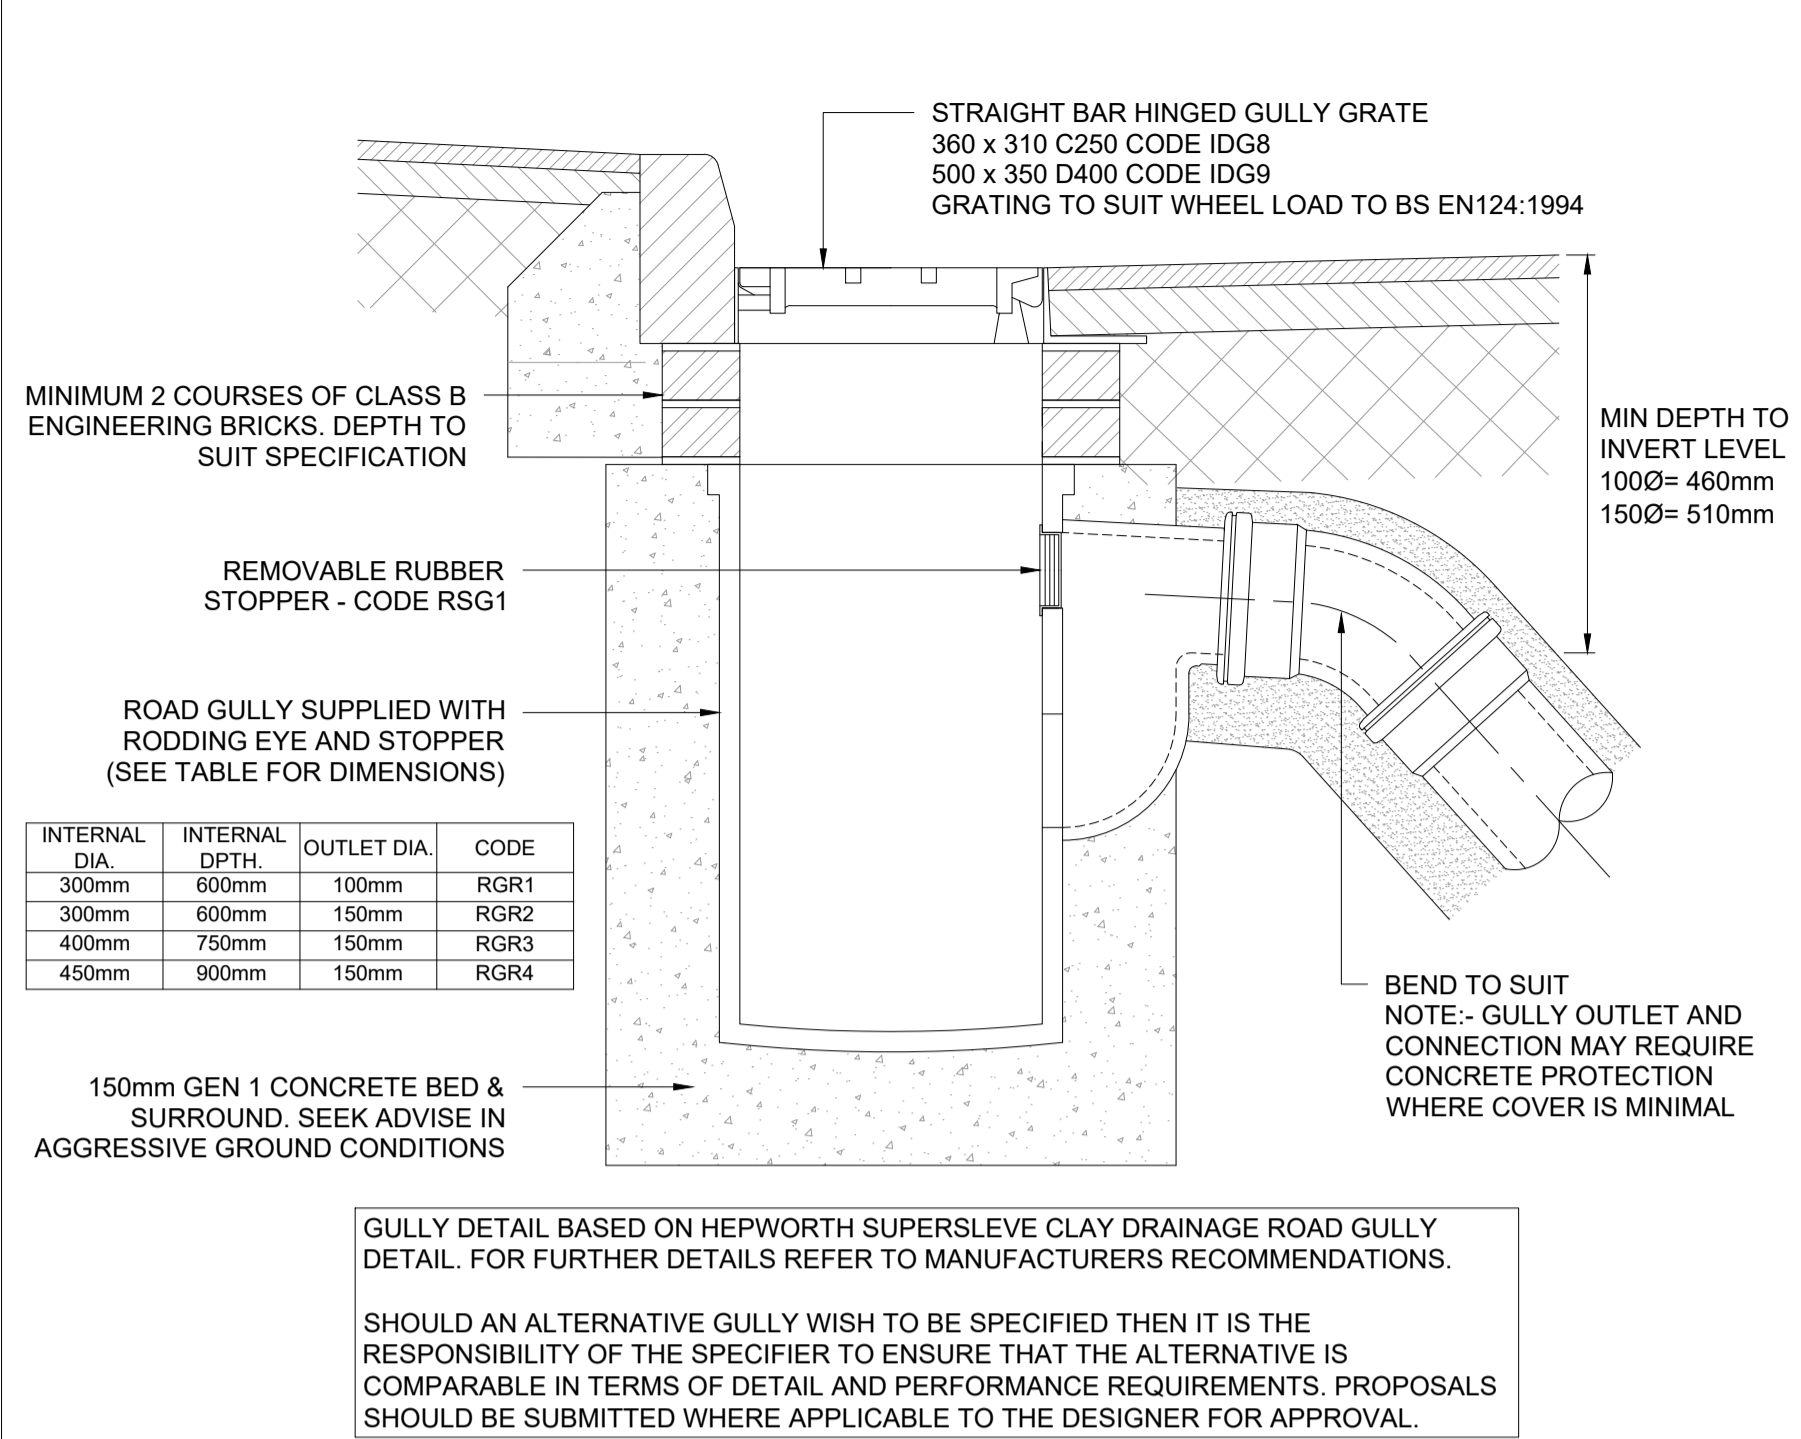 STRAIGHT BAR HINGED GULLY GRATE
360 x 310 C250 CODE IDG8
500 x 350 D400 CODE IDG9
GRATING TO SUIT WHEEL LOAD TO BS EN124:1994
MINIMUM 2 COURSES OF CLASS B
ENGINEERING BRICKS. DEPTH TO
SUIT SPECIFICATION
MIN DEPTH TO
INVERT LEVEL
100Ø= 460mm
150Ø= 510mm
REMOVABLE RUBBER
STOPPER - CODE RSG1
ROAD GULLY SUPPLIED WITH
RODDING EYE AND STOPPER
(SEE TABLE FOR DIMENSIONS)
INTERNAL DIA. INTERNAL DPTH. OUTLET DIA. CODE
300mm 600mm 100mm RGR1
300mm 600mm 150mm RGR2
400mm 750mm 150mm RGR3
450mm 900mm 150mm RGR4
BEND TO SUIT
NOTE:- GULLY OUTLET AND
CONNECTION MAY REQUIRE
CONCRETE PROTECTION
WHERE COVER IS MINIMAL
150mm GEN 1 CONCRETE BED &
SURROUND. SEEK ADVISE IN
AGGRESSIVE GROUND CONDITIONS
GULLY DETAIL BASED ON HEPWORTH SUPERSLEVE CLAY DRAINAGE ROAD GULLY
DETAIL. FOR FURTHER DETAILS REFER TO MANUFACTURERS RECOMMENDATIONS.
SHOULD AN ALTERNATIVE GULLY WISH TO BE SPECIFIED THEN IT IS THE
RESPONSIBILITY OF THE SPECIFIER TO ENSURE THAT THE ALTERNATIVE IS
COMPARABLE IN TERMS OF DETAIL AND PERFORMANCE REQUIREMENTS. PROPOSALS
SHOULD BE SUBMITTED WHERE APPLICABLE TO THE DESIGNER FOR APPROVAL.